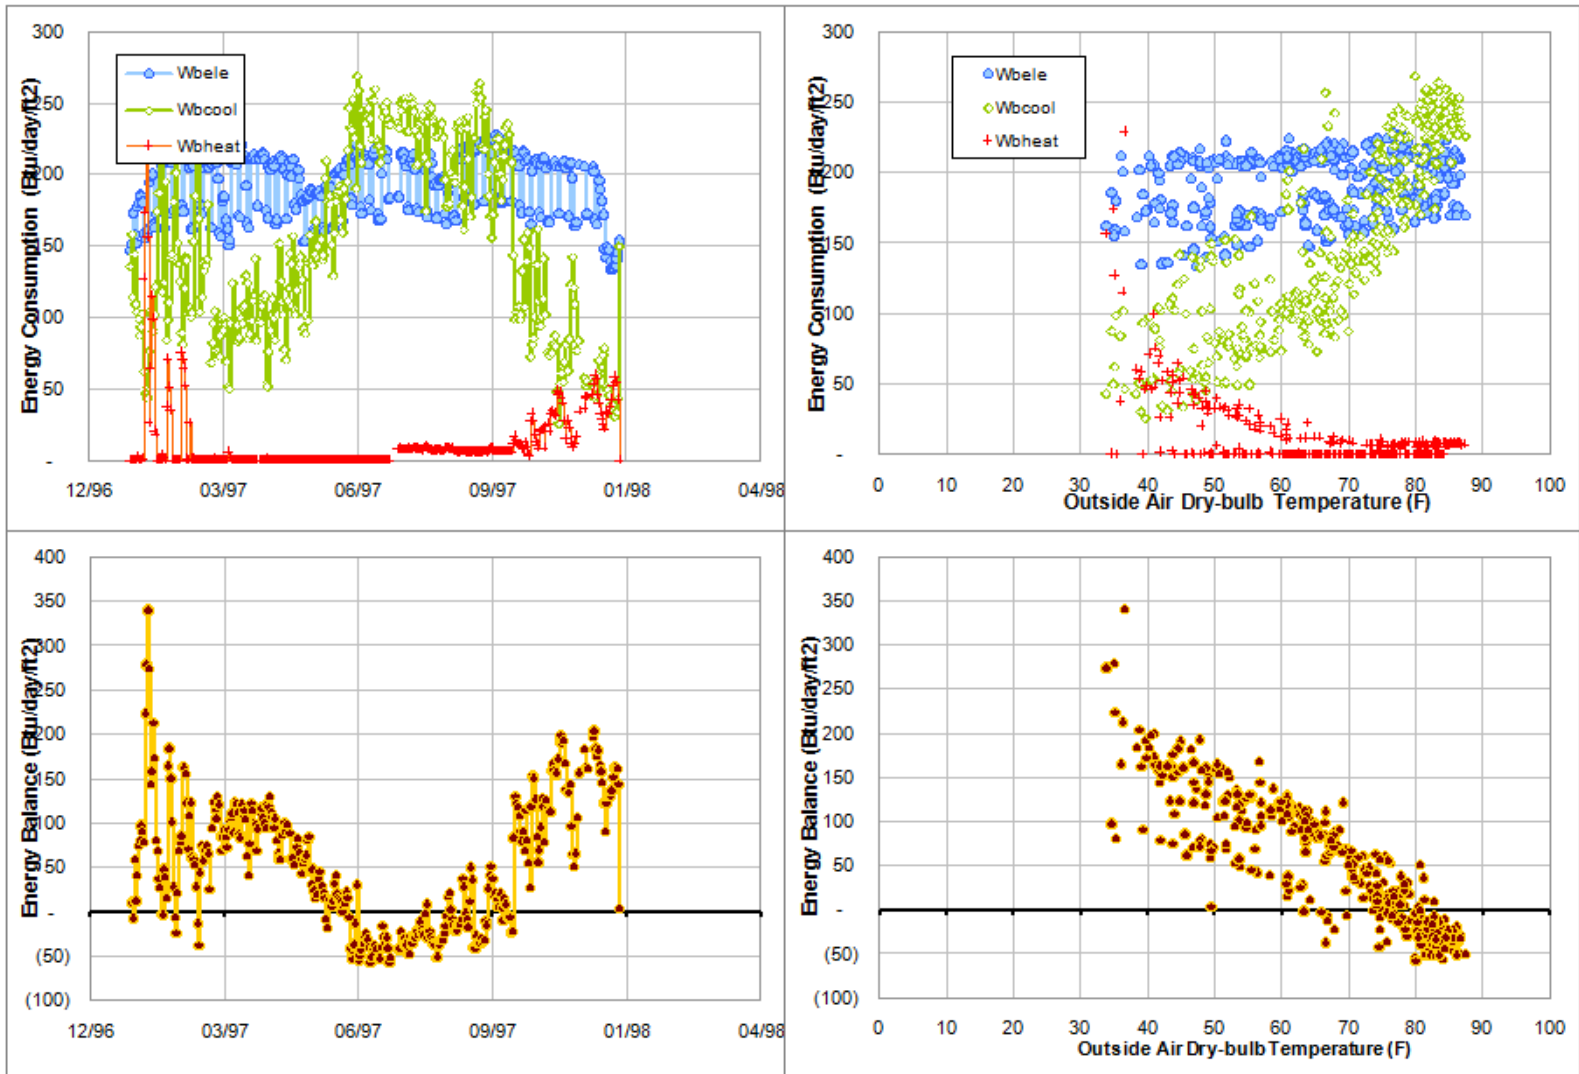 300
250
200
150
100
50
-
Energy Consumption (Btu/day/ft2)
Wbele
Wbcool
Wbheat
12/96 03/97 06/97 09/97 01/98 04/98
300
250
200
150
100
50
-
Energy Consumption (Btu/day/ft2)
Wbele
Wbcool
Wbheat
0 10 20 30 40 50 60 70 80 90 100
Outside Air Dry-bulb Temperature (F)
400
350
300
250
200
150
100
50
-
(50)
(100)
Energy Balance (Btu/day/ft2)
12/96 03/97 06/97 09/97 01/98 04/98
400
350
300
250
200
150
100
50
-
(50)
(100)
Energy Balance (Btu/day/ft2)
0 10 20 30 40 50 60 70 80 90 100
Outside Air Dry-bulb Temperature (F)